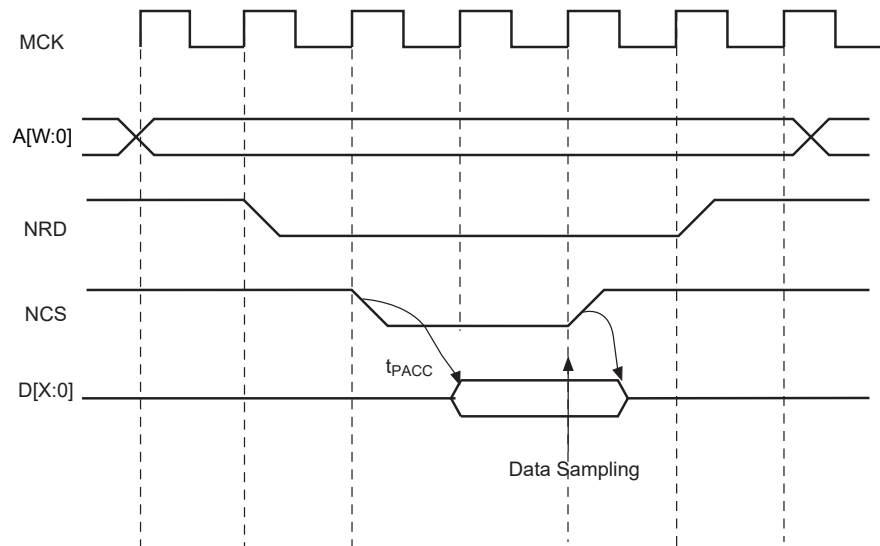 MCK
A[W:0]
NRD
NCS
tPACC
D[X:0]
Data Sampling